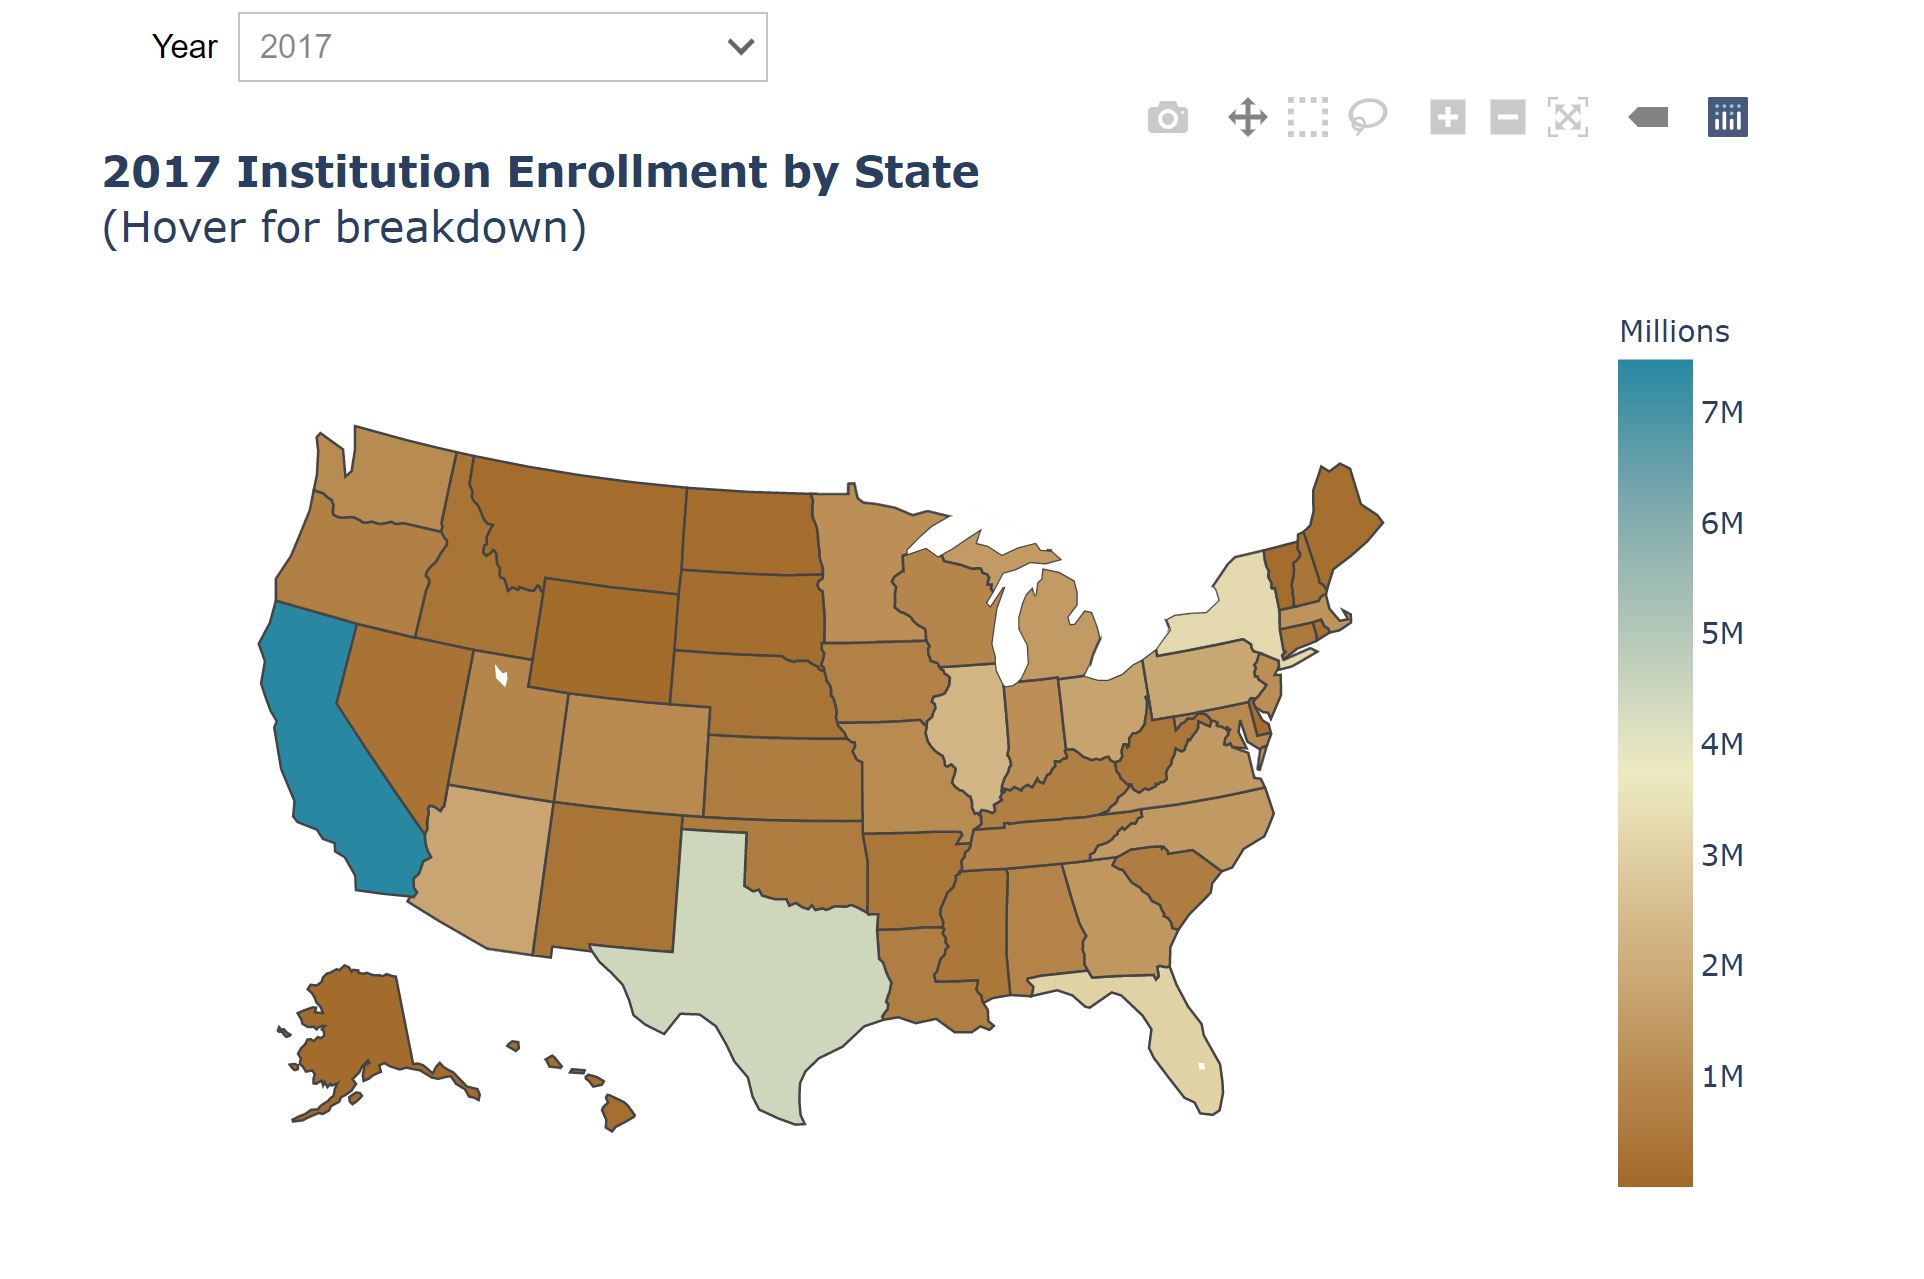 Year 2017
2017 Institution Enrollment by State
(Hover for breakdown)
Millions
7M
6M
5M
4M
3M
2M
1M